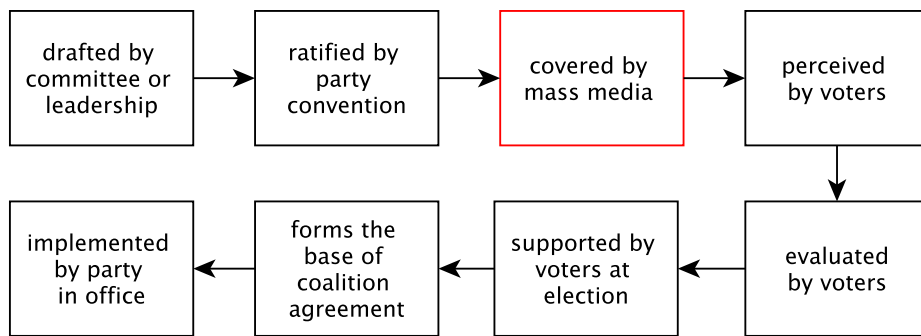 drafted by
committee or
leadership
ratified by
party
convention
covered by
mass media
perceived
by voters
evaluated
by voters
supported by
voters at
election
forms the
base of
coalition
agreement
implemented
by party
in office